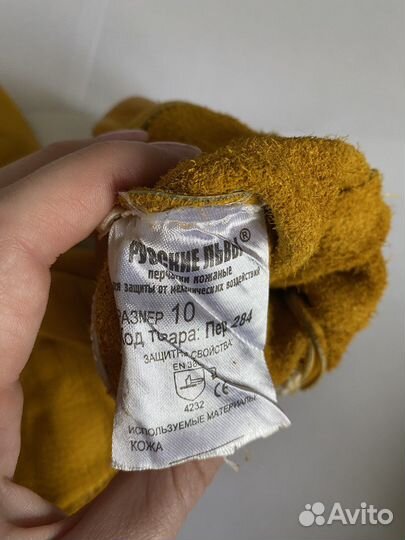 РУССКИЕ ЛЬВЫ®
перчатки кожаные
для защиты от механических воздействий
РАЗМЕР 10
КОД Товара: Пер 284
ЗАЩИТНЫЕ СВОЙСТВА:
EN 388
CE
4232
ИСПОЛЬЗУЕМЫЕ МАТЕРИАЛЫ
КОЖА
Avito